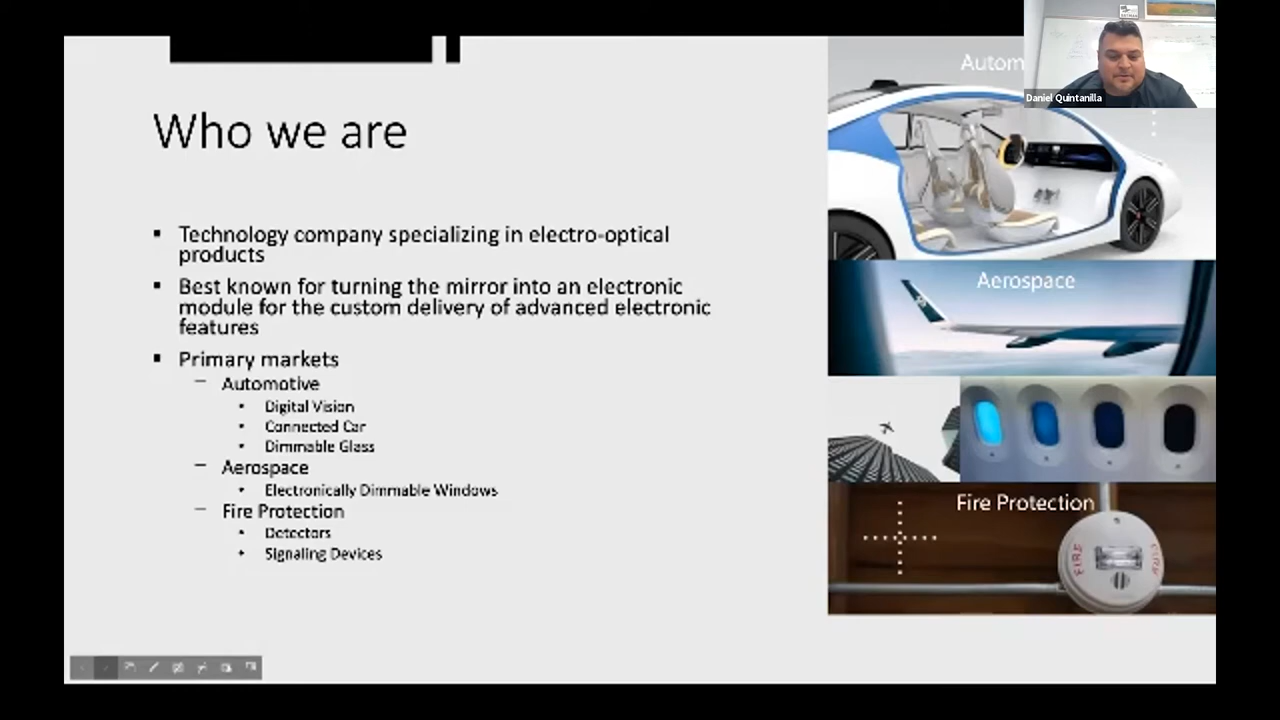 Who we are
Technology company specializing in electro-optical
products
Best known for turning the mirror into an electronic
module for the custom delivery of advanced electronic
features
Primary markets
Automotive
Digital Vision
Connected Car
Dimmable Glass
Aerospace
Electronically Dimmable Windows
Fire Protection
Detectors
Signaling Devices
Autom
Daniel Quintanilla
Aerospace
Fire Protection
FIRE
FIRE